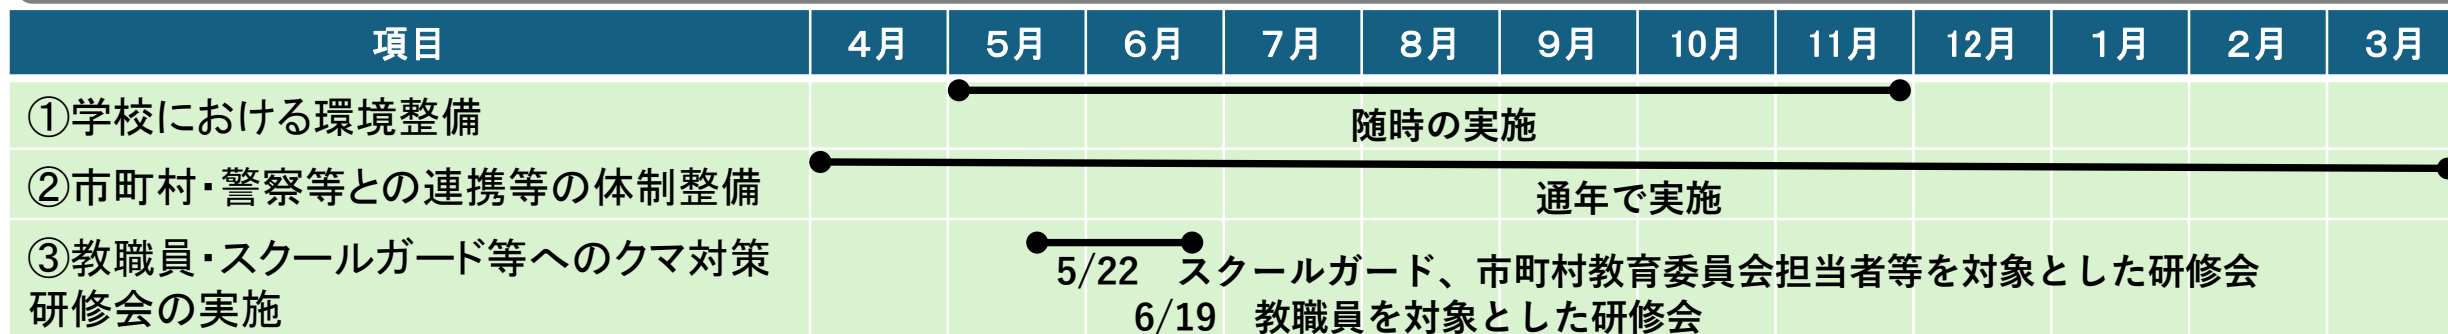 項目 4月 5月 6月 7月 8月 9月 10月 11月 12月 1月 2月 3月
①学校における環境整備
随時の実施
②市町村・警察等との連携等の体制整備
通年で実施
③教職員・スクールガード等へのクマ対策
研修会の実施
5/22 スクールガード、市町村教育委員会担当者等を対象とした研修会
6/19 教職員を対象とした研修会